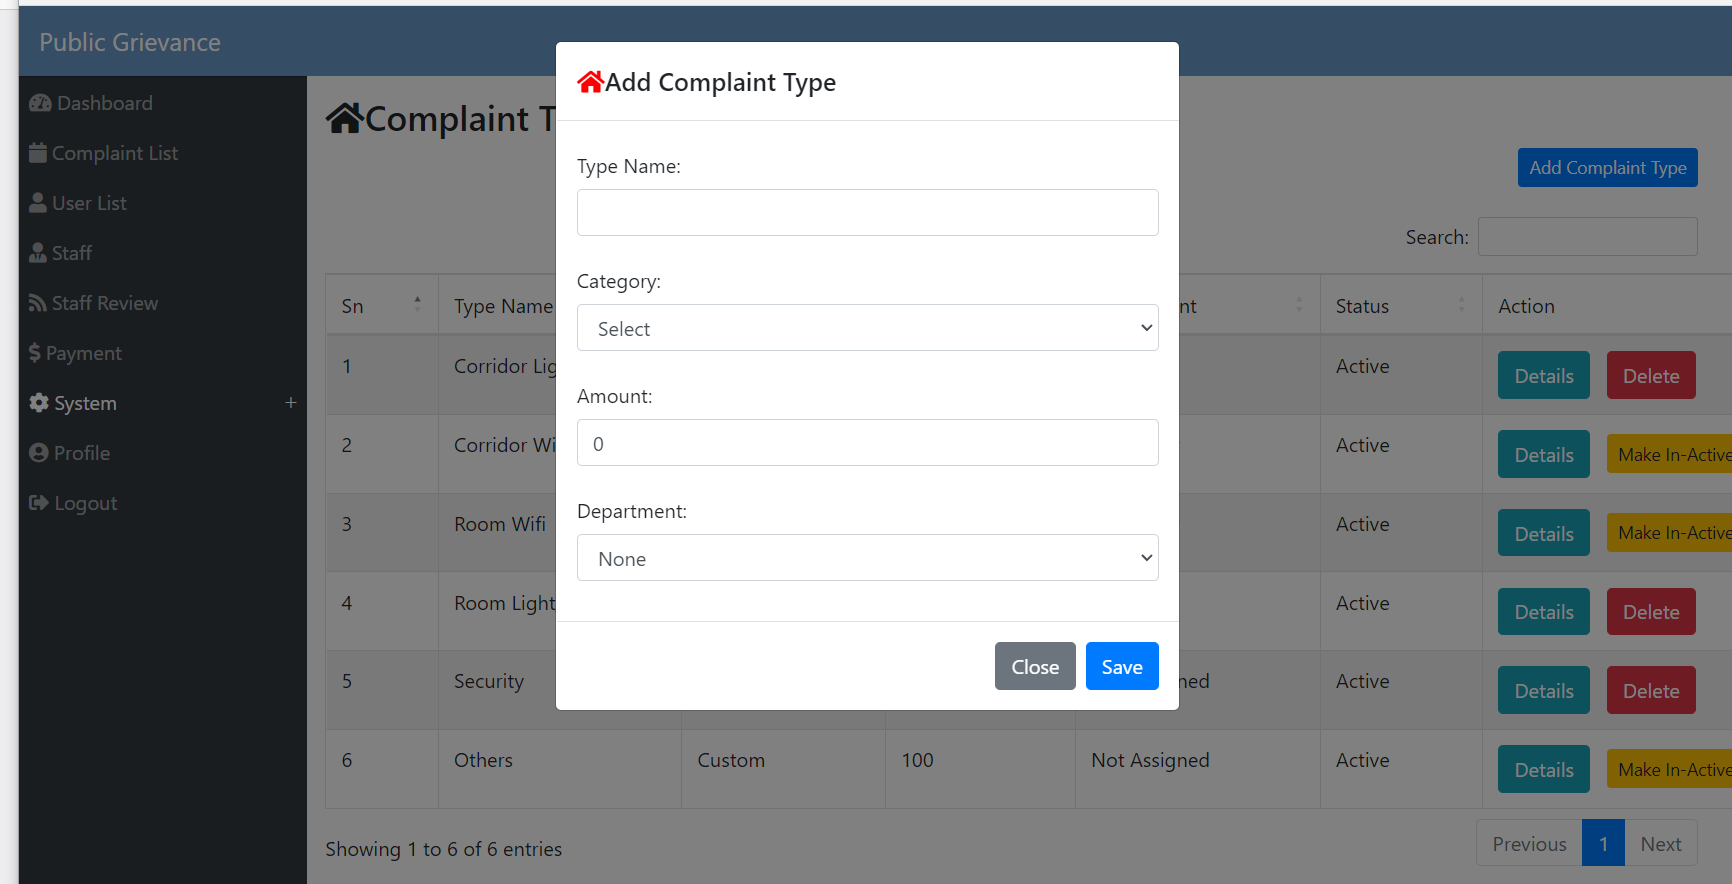 Public Grievance
Dashboard
Complaint List
User List
Staff
Staff Review
Payment
System +
Profile
Logout
Complaint T
Add Complaint Type
Search:
Sn Type Name nt Status Action
1 Corridor Lig Active Details Delete
2 Corridor Wi Active Details Make In-Active
3 Room Wifi Active Details Make In-Active
4 Room Light Active Details Delete
5 Security ned Active Details Delete
6 Others Custom 100 Not Assigned Active Details Make In-Active
Showing 1 to 6 of 6 entries
Previous 1 Next
Add Complaint Type
Type Name:
Category:
Select
Amount:
0
Department:
None
Close Save